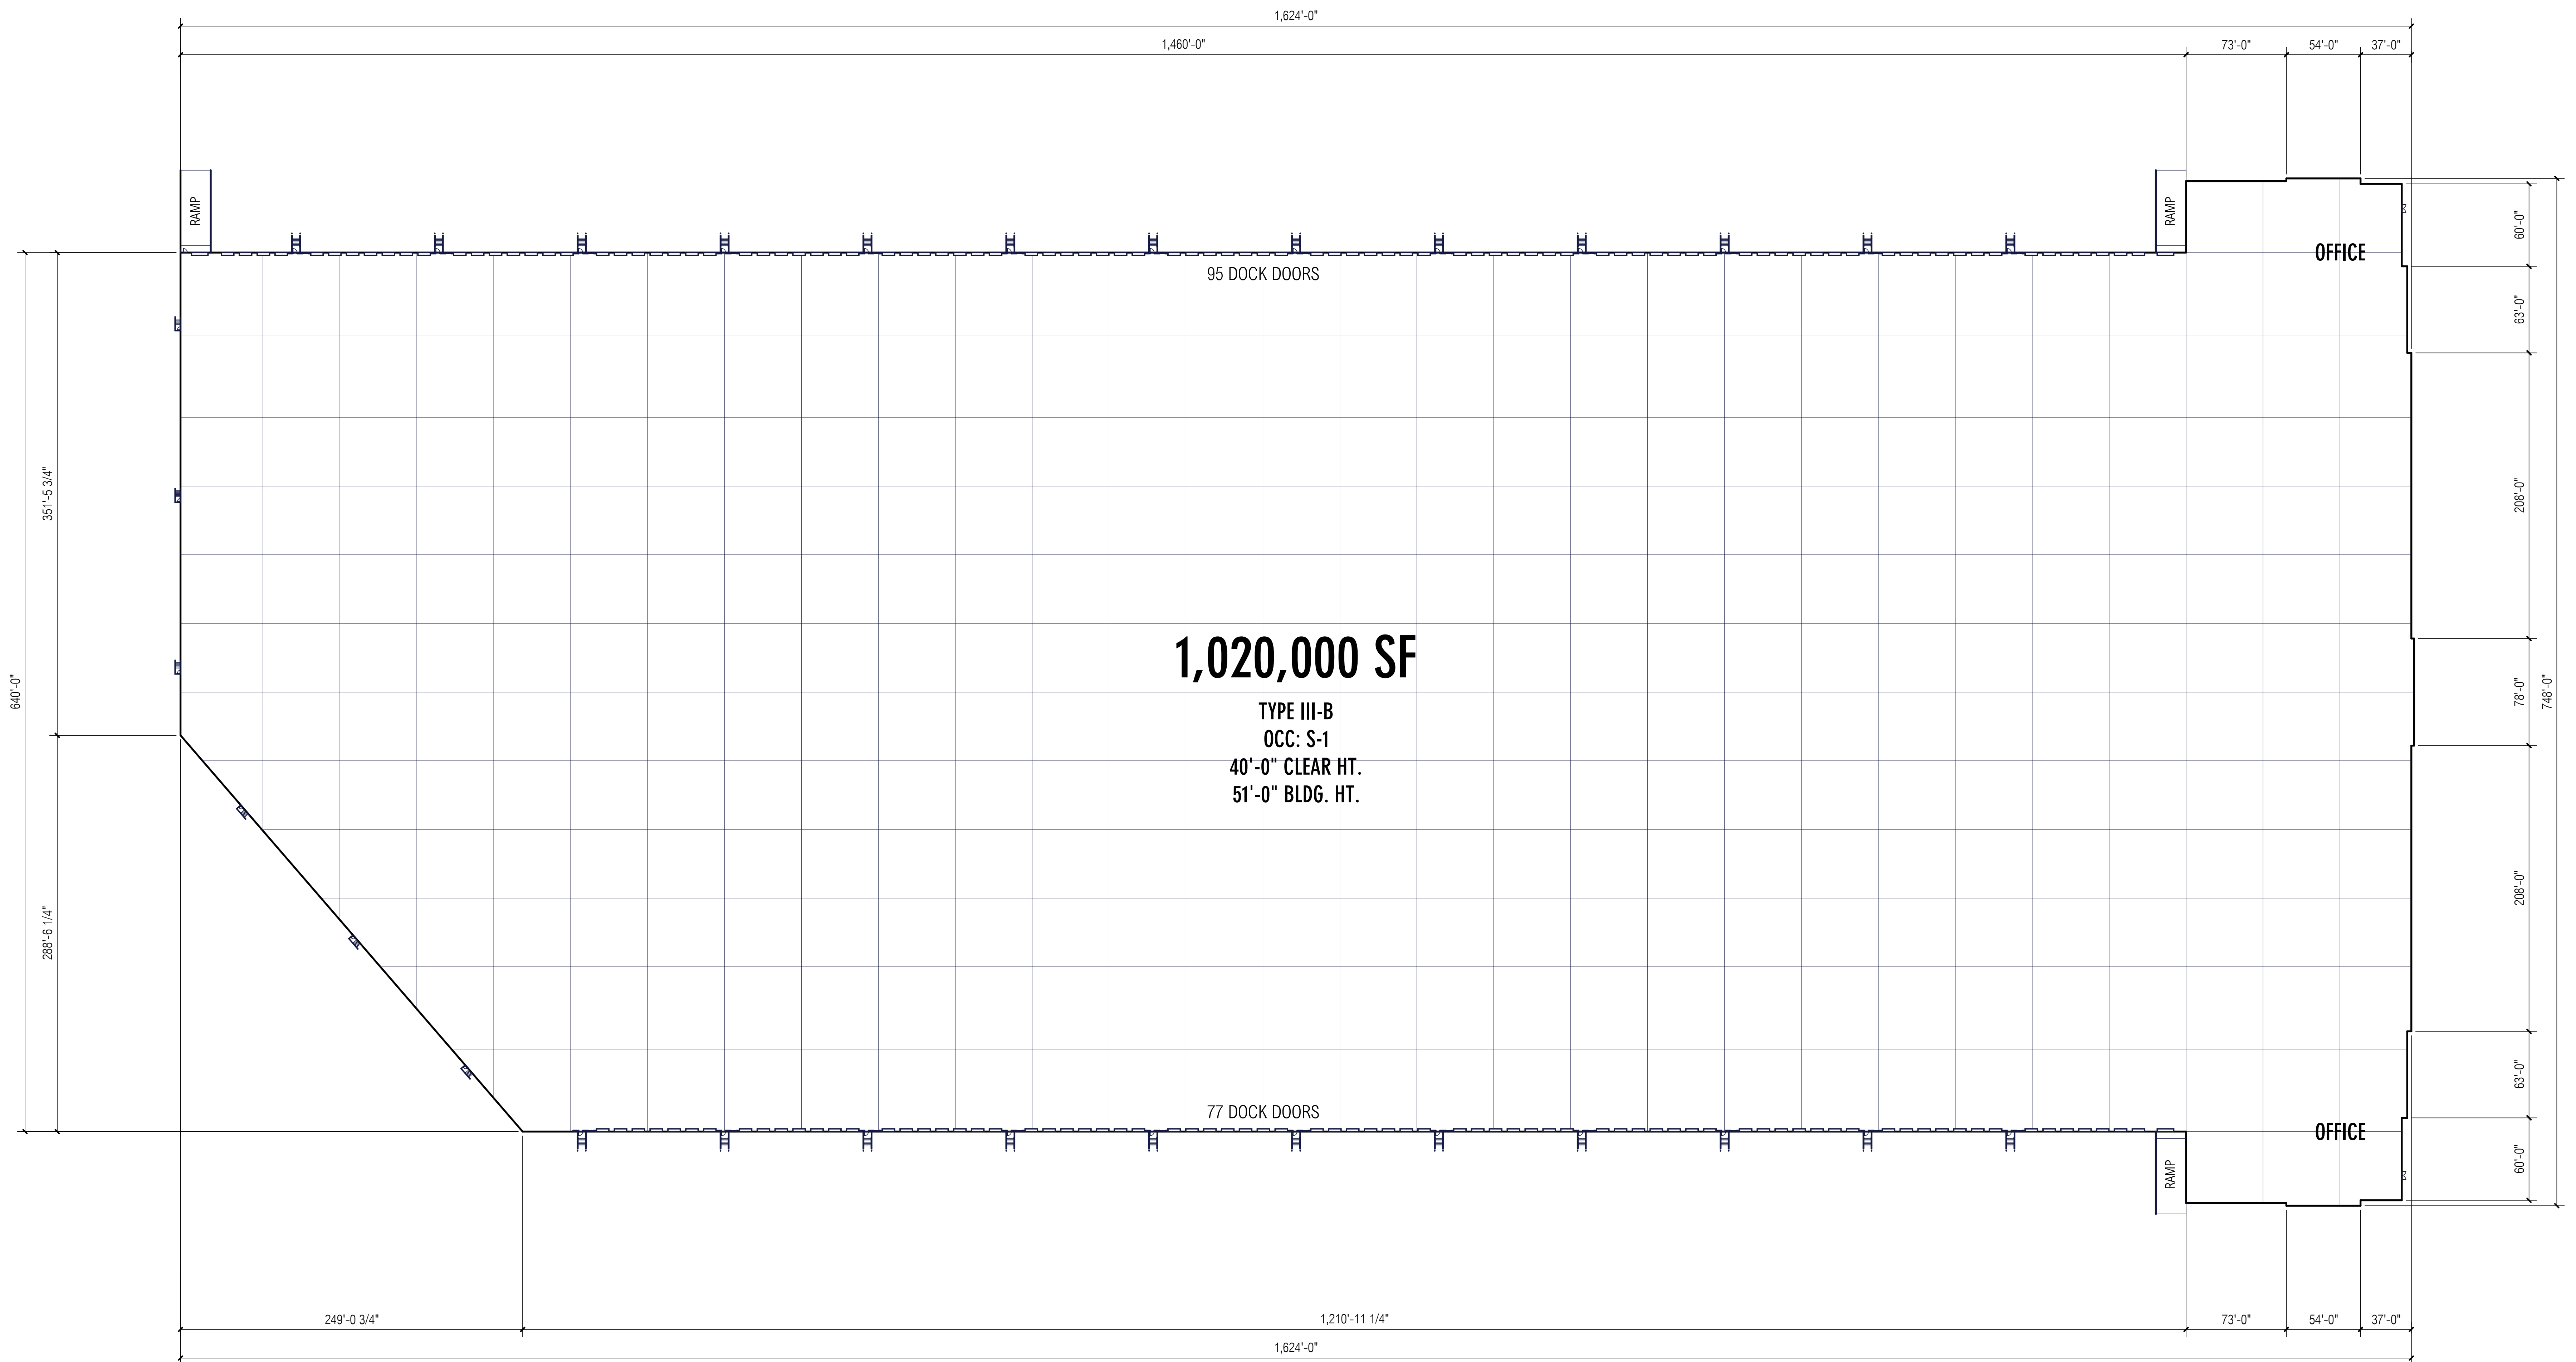 1,624'-0"
1,460'-0"
73'-0"
54'-0"
37'-0"
RAMP
RAMP
60'-0"
OFFICE
95 DOCK DOORS
63'-0"
351'-5 3/4"
208'-0"
640'-0"
1,020,000 SF
78'-0"
748'-0"
TYPE III-B
OCC: S-1
40'-0" CLEAR HT.
51'-0" BLDG. HT.
288'-6 1/4"
208'-0"
63'-0"
77 DOCK DOORS
OFFICE
RAMP
60'-0"
249'-0 3/4"
1,210'-11 1/4"
73'-0"
54'-0"
37'-0"
1,624'-0"